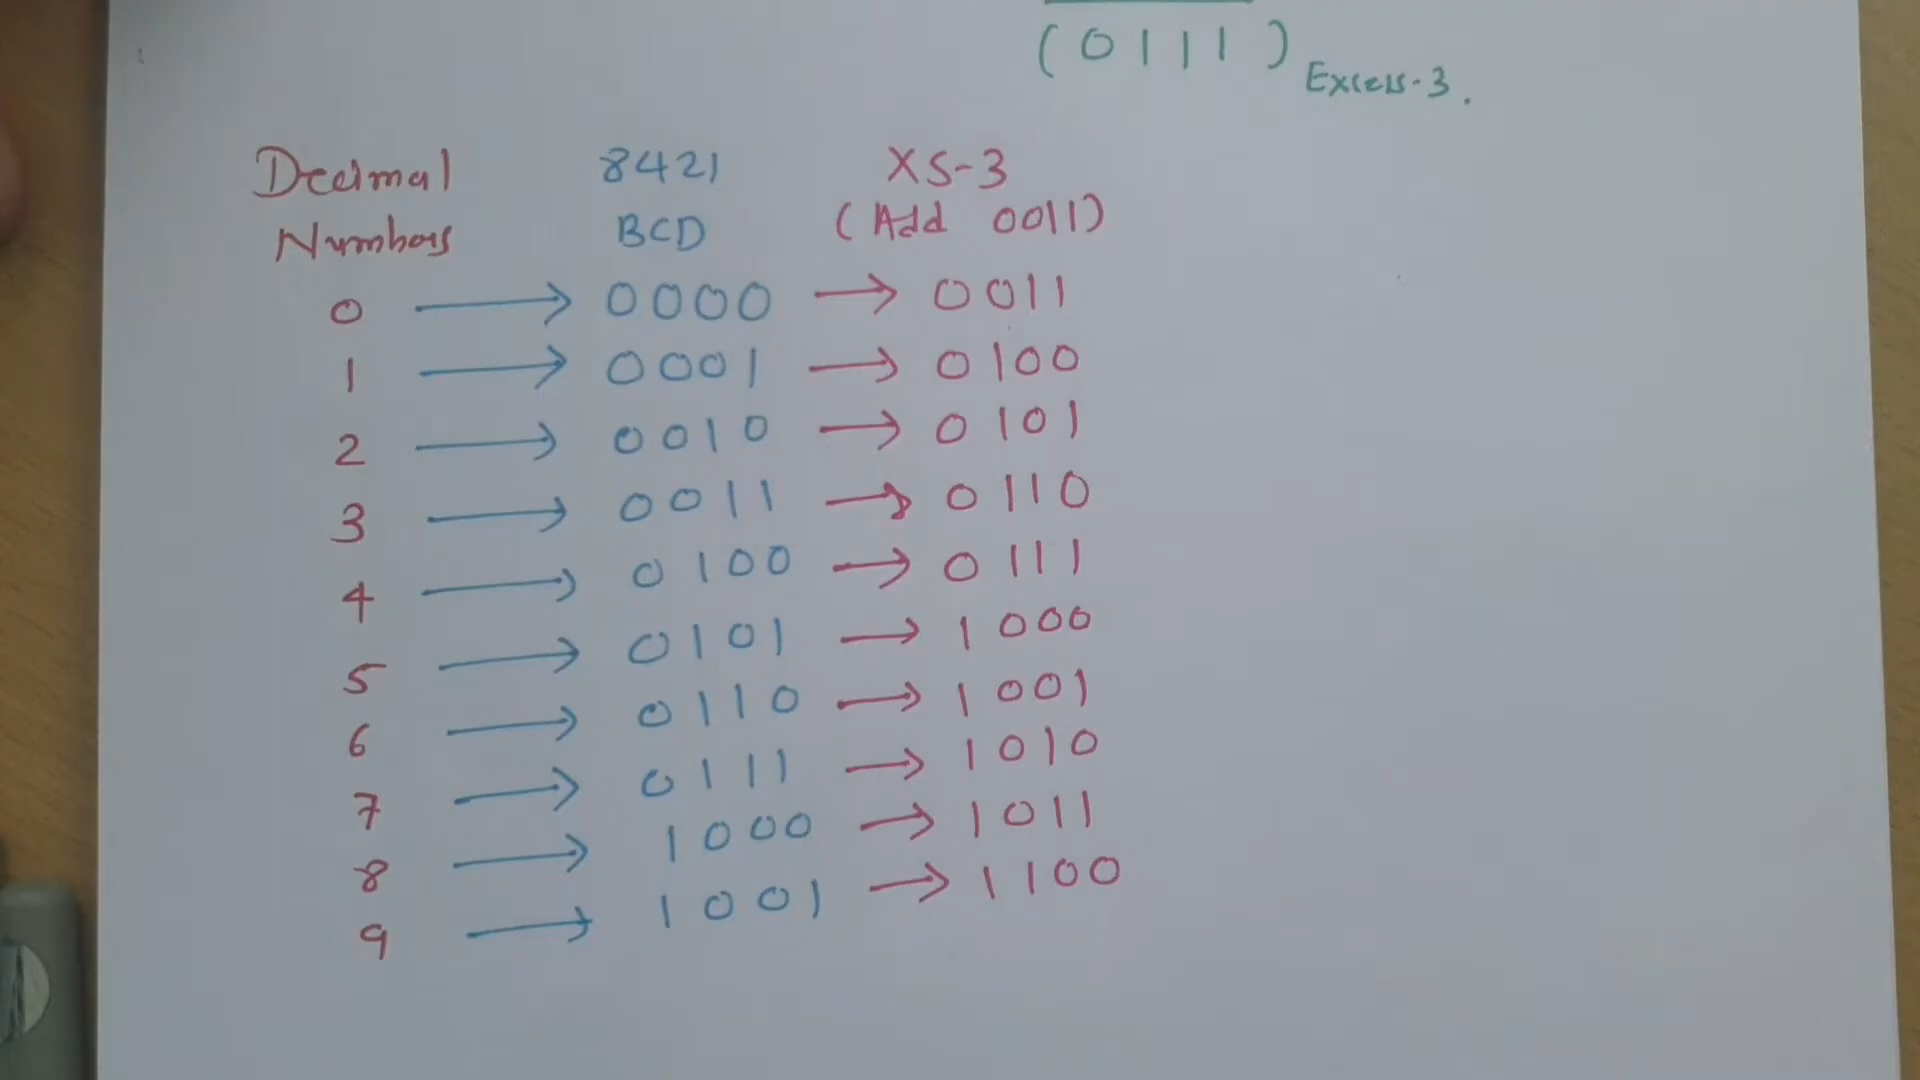 (0111)Excess-3.
Decimal 8421 XS-3
Numbers BCD (Add 0011)
0 → 0000 → 0011
1 → 0001 → 0100
2 → 0010 → 0101
3 → 0011 → 0110
4 → 0100 → 0111
5 → 0101 → 1000
6 → 0110 → 1001
7 → 0111 → 1010
8 → 1000 → 1011
9 → 1001 → 1100